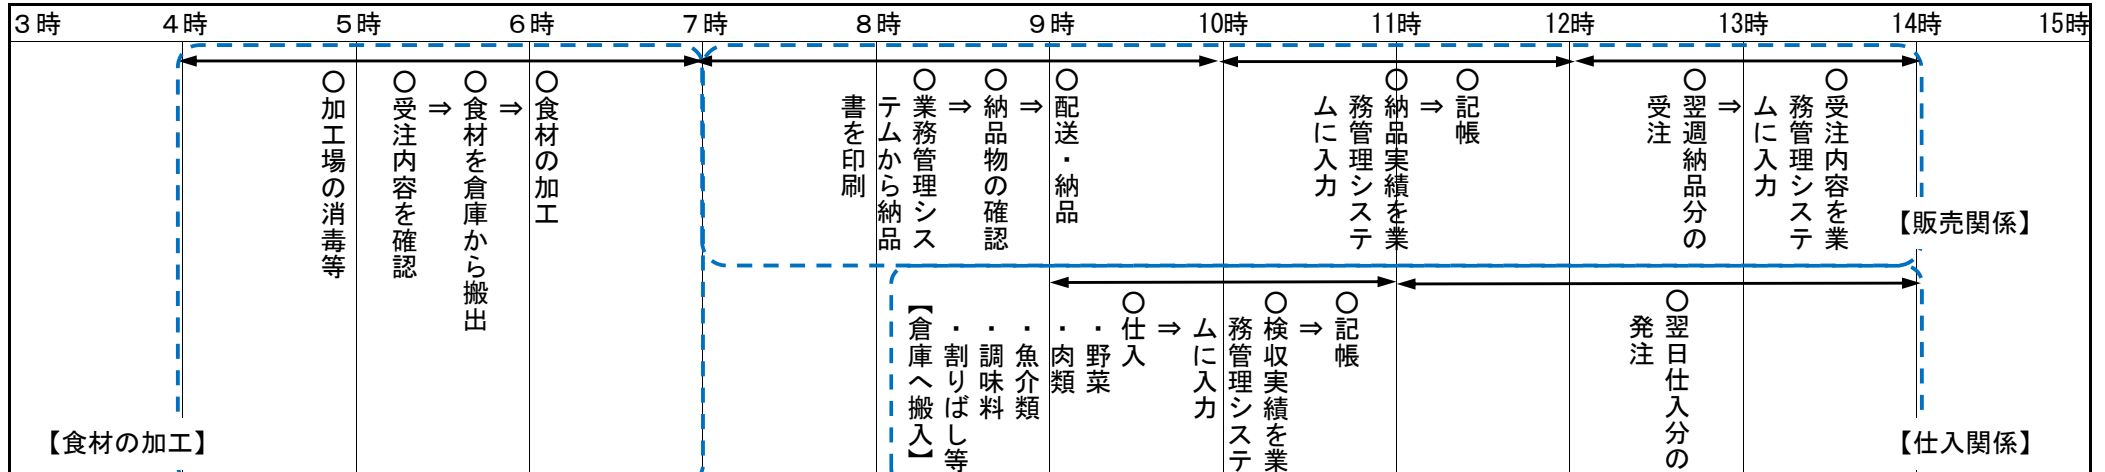 ３時 ４時 ５時 ６時 ７時 ８時 ９時 10時 11時 12時 13時 14時 15時
○加工場の消毒等
○受注内容を確認
⇒
○食材を倉庫から搬出
⇒
○食材の加工
○業務管理シス
テムから納品
書を印刷
⇒
○納品物の確認
⇒
○配送・納品
○納品実績を業
務管理システ
ムに入力
⇒
○記帳
○翌週納品分の
受注
⇒
○受注内容を業
務管理システ
ムに入力
【販売関係】
○仕入
・野菜
・肉類
・魚介類
・調味料
・割りばし等
【倉庫へ搬入】
⇒
○検収実績を業
務管理システ
ムに入力
⇒
○記帳
○翌日仕入分の
発注
【食材の加工】
【仕入関係】